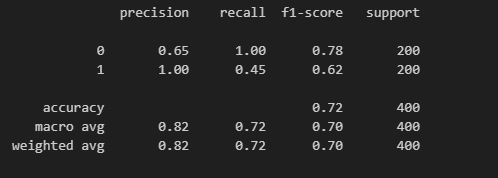 precision recall f1-score support
0 0.65 1.00 0.78 200
1 1.00 0.45 0.62 200
accuracy 0.72 400
macro avg 0.82 0.72 0.70 400
weighted avg 0.82 0.72 0.70 400